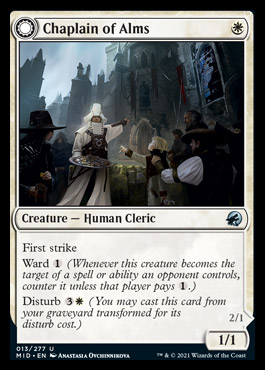 Chaplain of Alms
Creature — Human Cleric
First strike
Ward 1 (Whenever this creature becomes the
target of a spell or ability an opponent controls,
counter it unless that player pays 1.)
Disturb 3 (You may cast this card from
your graveyard transformed for its
disturb cost.)
2/1
1/1
013/277 U
MID • EN ANASTASIA OVCHINNIKOVA
™ & © 2021 Wizards of the Coast